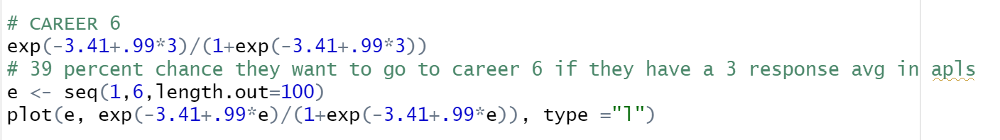 # CAREER 6
exp(-3.41+.99*3)/(1+exp(-3.41+.99*3))
# 39 percent chance they want to go to career 6 if they have a 3 response avg in apls
e <- seq(1,6,length.out=100)
plot(e, exp(-3.41+.99*e)/(1+exp(-3.41+.99*e)), type ="l")